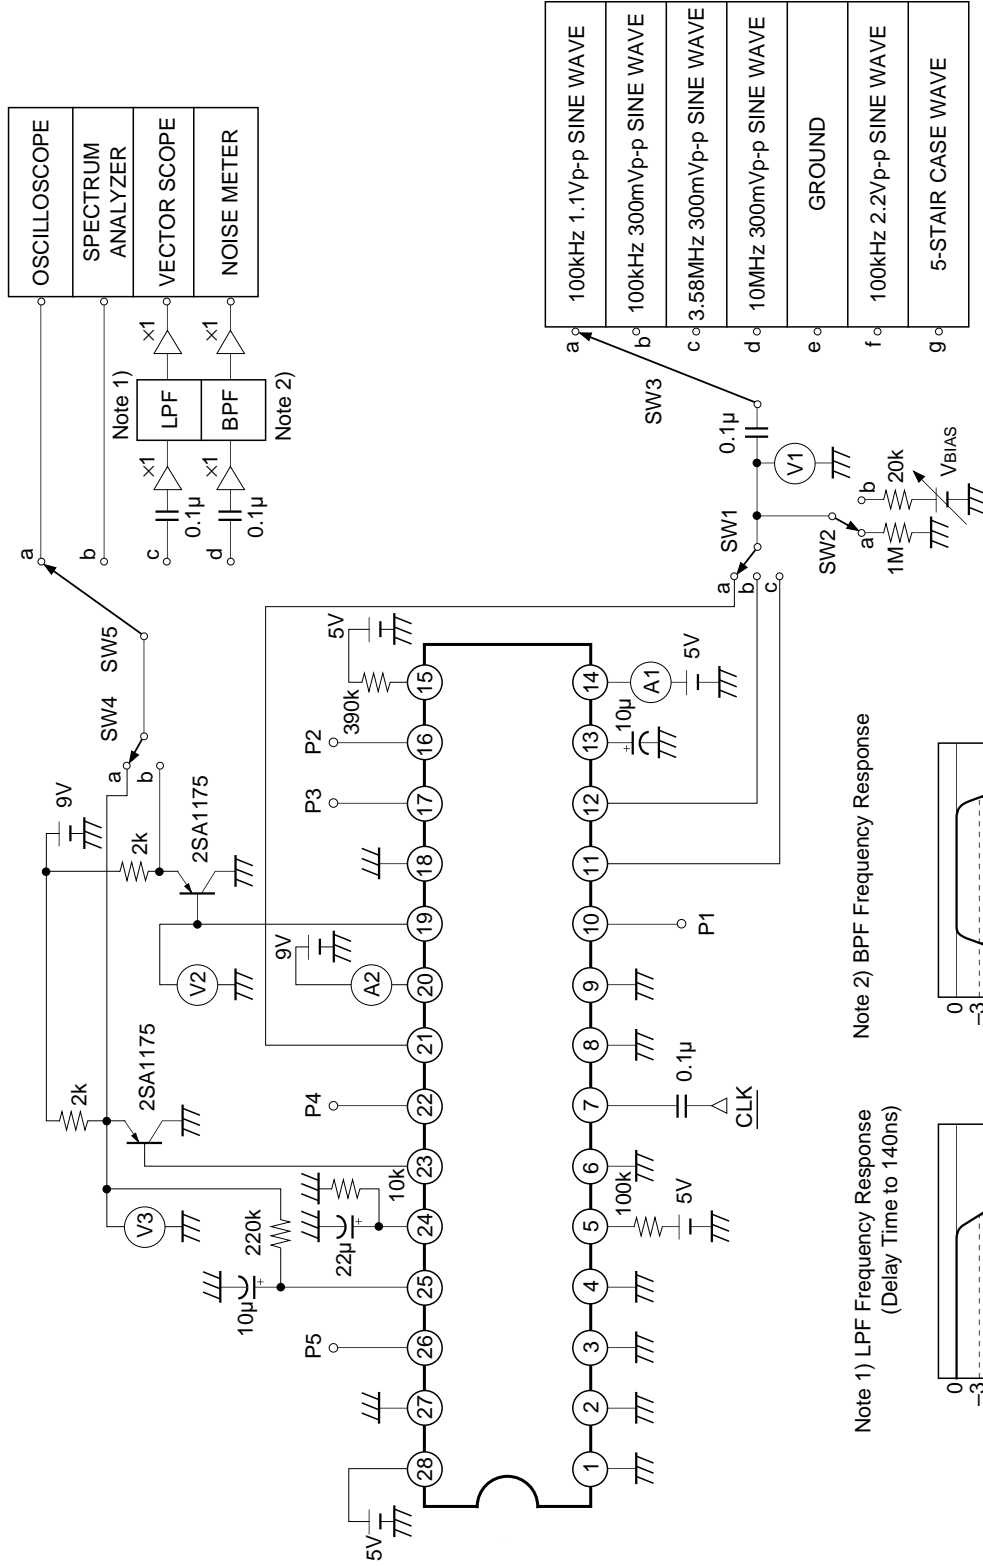 OSCILLOSCOPE
SPECTRUM
ANALYZER
VECTOR SCOPE
NOISE METER
a
b
c
d
Note 1)
LPF
BPF
Note 2)
×1
×1
×1
×1
0.1µ
0.1µ
SW5
SW4
a
b
9V
2k
2SA1175
V2
2k
2SA1175
V3
220k
10µ
22µ
10k
9V
A2
5V
390k
P5
P4
P3
P2
5V
28
27
26
25
24
23
22
21
20
19
18
17
16
15
1
2
3
4
5
6
7
8
9
10
11
12
13
14
100k
5V
0.1µ
CLK
P1
10µ
A1
5V
SW1
a
b
c
SW2
a
b
1M
20k
VBIAS
V1
0.1µ
SW3
a
100kHz 1.1Vp-p SINE WAVE
b
100kHz 300mVp-p SINE WAVE
c
3.58MHz 300mVp-p SINE WAVE
d
10MHz 300mVp-p SINE WAVE
e
GROUND
f
100kHz 2.2Vp-p SINE WAVE
g
5-STAIR CASE WAVE
Note 1) LPF Frequency Response
(Delay Time to 140ns)
0
–3
Note 2) BPF Frequency Response
0
–3